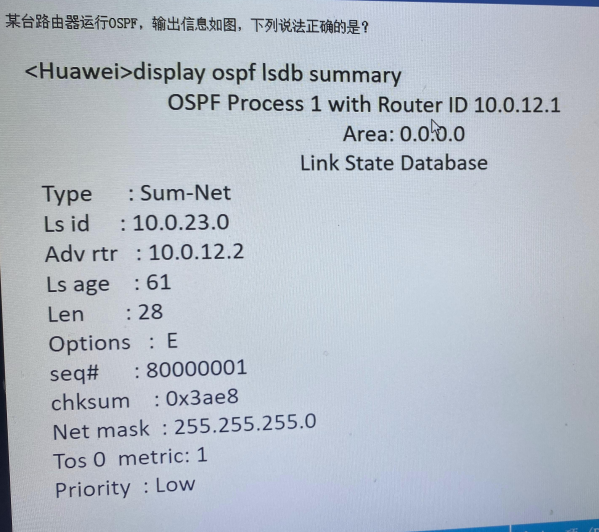 某台路由器运行OSPF，输出信息如图，下列说法正确的是？
<Huawei>display ospf lsdb summary
OSPF Process 1 with Router ID 10.0.12.1
Area: 0.0.0.0
Link State Database
Type : Sum-Net
Ls id : 10.0.23.0
Adv rtr : 10.0.12.2
Ls age : 61
Len : 28
Options : E
seq# : 80000001
chksum : 0x3ae8
Net mask : 255.255.255.0
Tos 0 metric: 1
Priority : Low